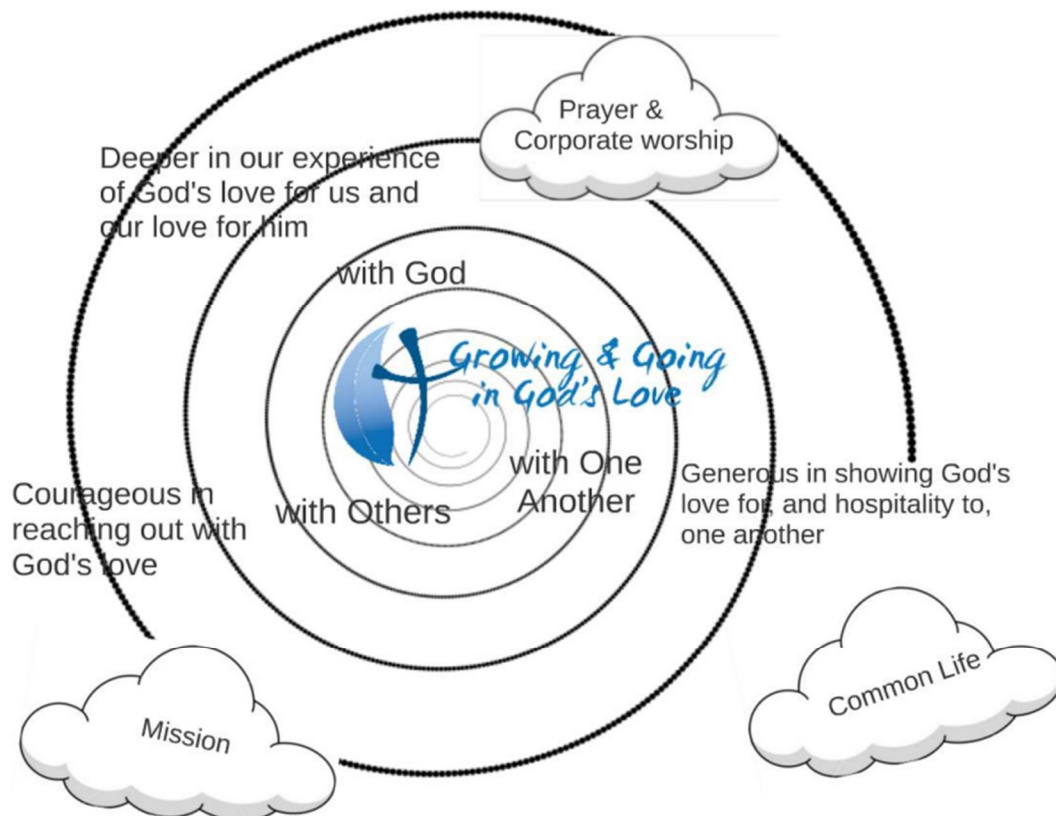 Prayer &
Corporate worship
Deeper in our experience
of God's love for us and
our love for him
with God
Growing & Going
in God's Love
with One
Another
with Others
Generous in showing God's
love for, and hospitality to,
one another
Courageous in
reaching out with
God's love
Mission
Common Life